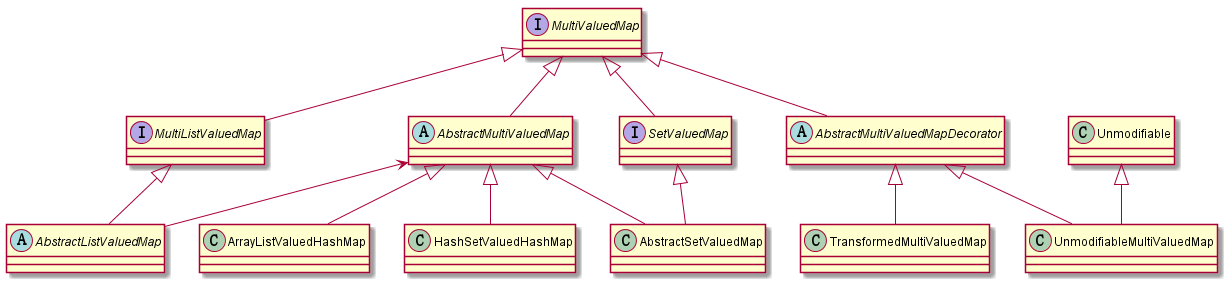 I MultiValuedMap
I MultiListValuedMap
A AbstractMultiValuedMap
I SetValuedMap
A AbstractMultiValuedMapDecorator
C Unmodifiable
A AbstractListValuedMap
C ArrayListValuedHashMap
C HashSetValuedHashMap
C AbstractSetValuedMap
C TransformedMultiValuedMap
C UnmodifiableMultiValuedMap